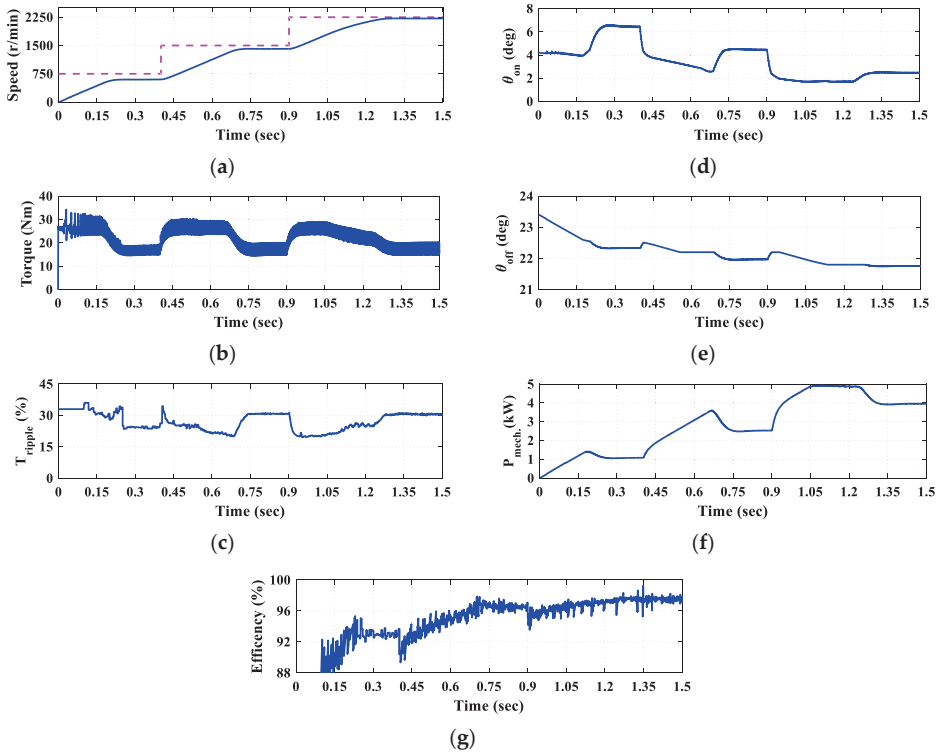 2250
1500
750
0
Speed (r/min)
0 0.15 0.3 0.45 0.6 0.75 0.9 1.05 1.2 1.35 1.5
Time (sec)
(a)
8
6
4
2
0
θon (deg)
0 0.15 0.3 0.45 0.6 0.75 0.9 1.05 1.2 1.35 1.5
Time (sec)
(d)
40
30
20
10
0
Torque (Nm)
0 0.15 0.3 0.45 0.6 0.75 0.9 1.05 1.2 1.35 1.5
Time (sec)
(b)
24
23
22
21
θoff (deg)
0 0.15 0.3 0.45 0.6 0.75 0.9 1.05 1.2 1.35 1.5
Time (sec)
(e)
45
30
15
0
Tripple (%)
0 0.15 0.3 0.45 0.6 0.75 0.9 1.05 1.2 1.35 1.5
Time (sec)
(c)
5
4
3
2
1
0
Pmech. (kW)
0 0.15 0.3 0.45 0.6 0.75 0.9 1.05 1.2 1.35 1.5
Time (sec)
(f)
100
96
92
88
Efficency (%)
0 0.15 0.3 0.45 0.6 0.75 0.9 1.05 1.2 1.35 1.5
Time (sec)
(g)